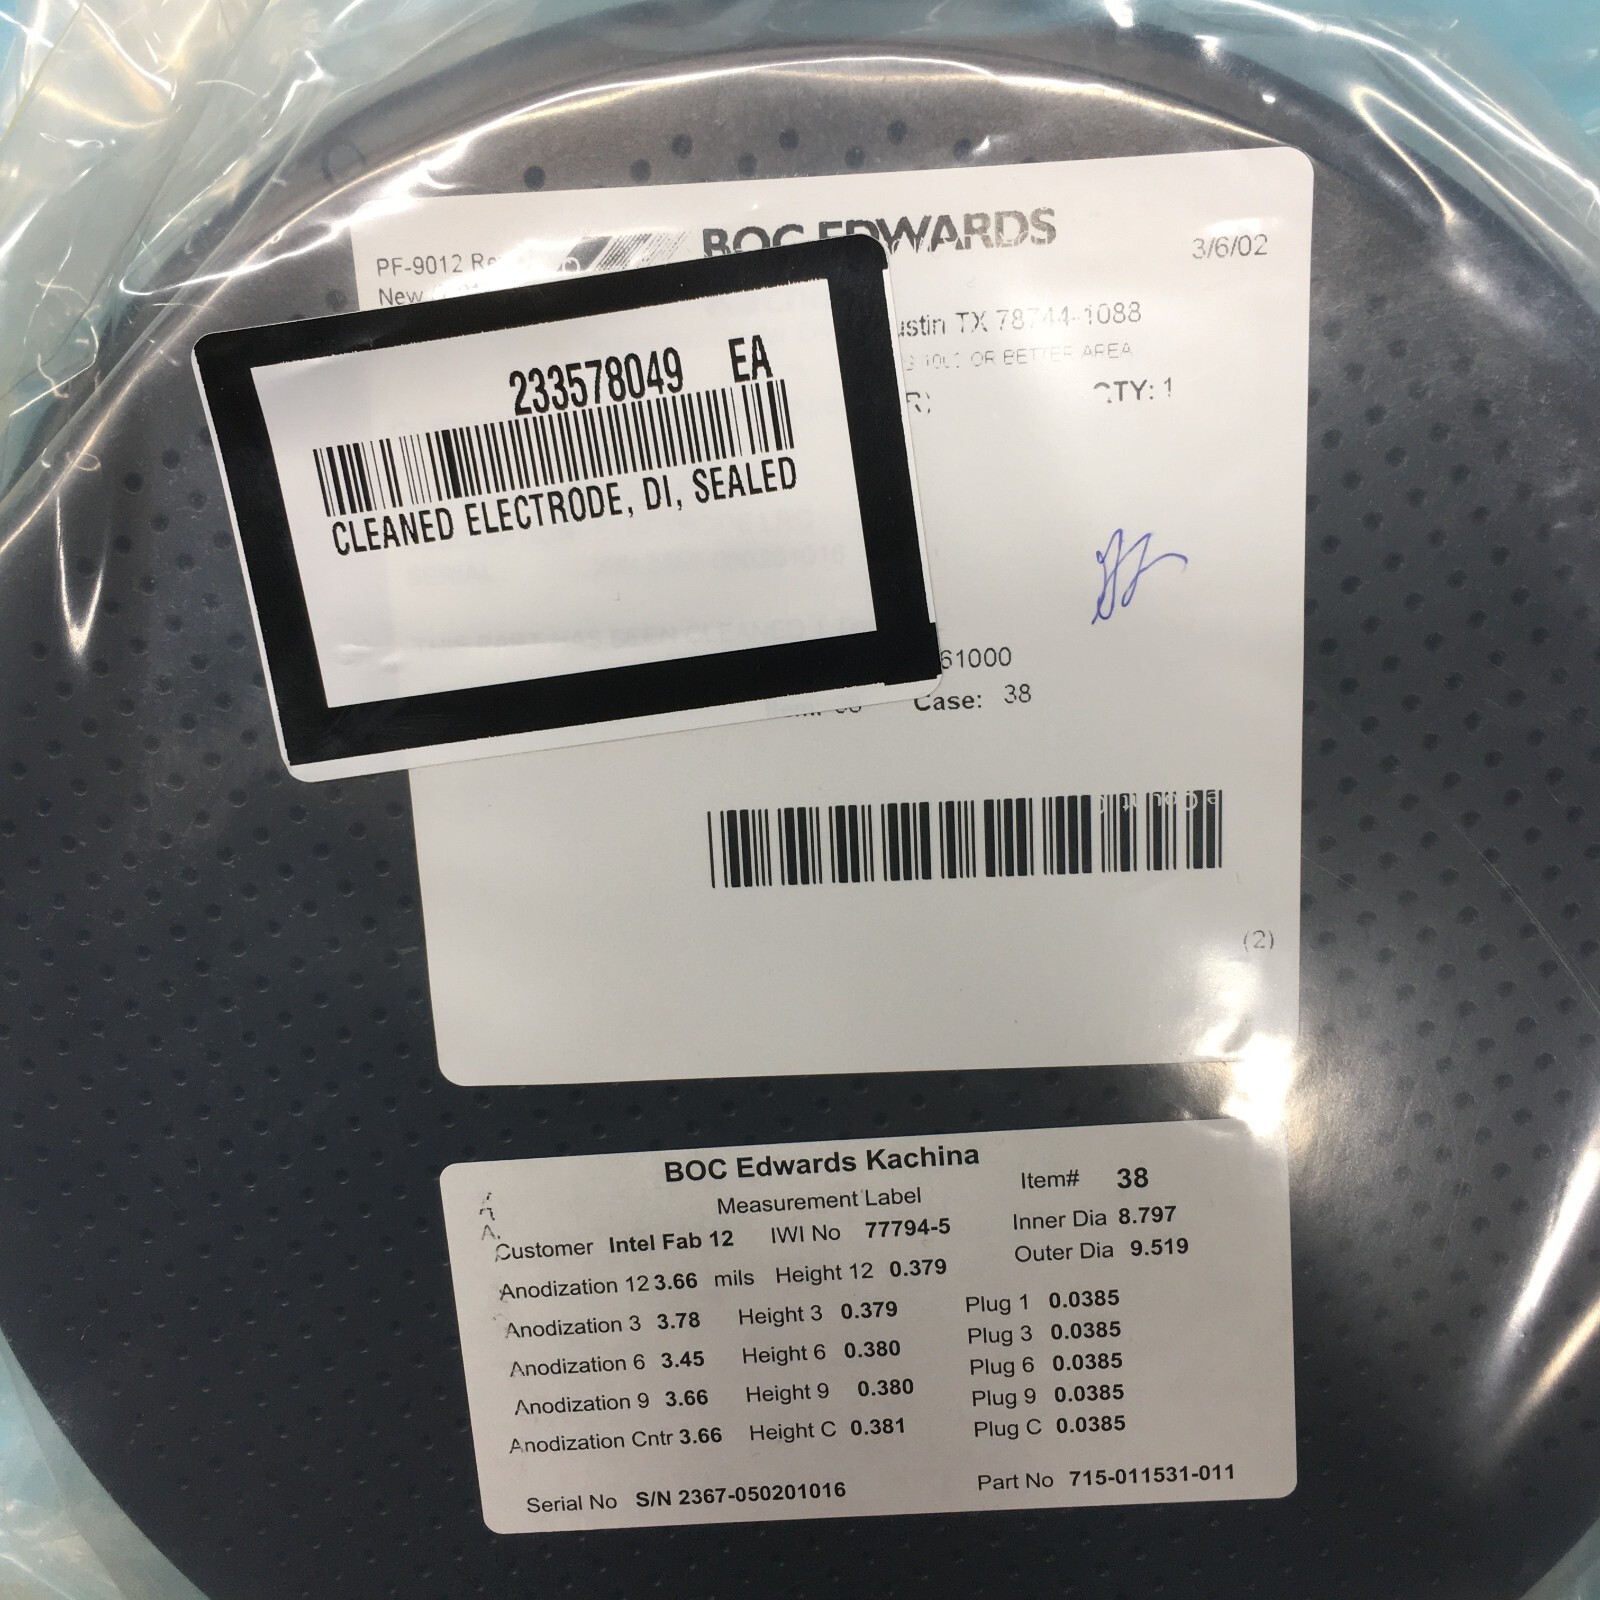 BOC EDWARDS
PF-9012
3/6/02
New
ustin TX 78744-1088
OR BETTER AREA
QTY: 1
233578049 EA
CLEANED ELECTRODE, DI, SEALED
61000
Case: 38
(2)
BOC Edwards Kachina
Measurement Label
Item# 38
Customer Intel Fab 12 IWI No 77794-5 Inner Dia 8.797
Outer Dia 9.519
Anodization 12 3.66 mils Height 12 0.379
Anodization 3 3.78 Height 3 0.379 Plug 1 0.0385
Plug 3 0.0385
Anodization 6 3.45 Height 6 0.380 Plug 6 0.0385
Anodization 9 3.66 Height 9 0.380 Plug 9 0.0385
Anodization Cntr 3.66 Height C 0.381 Plug C 0.0385
Serial No S/N 2367-050201016 Part No 715-011531-011